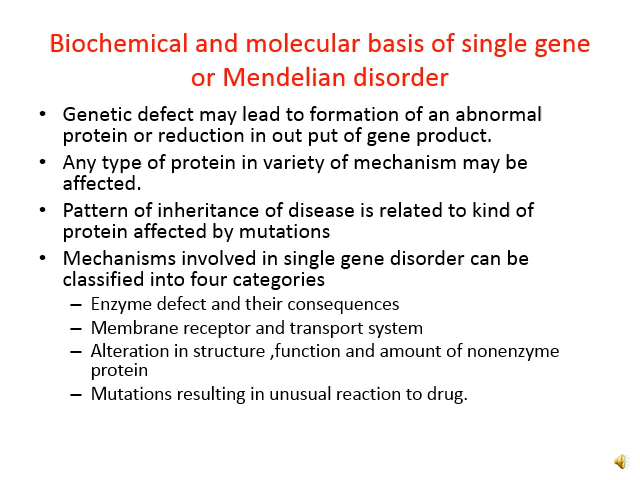 Biochemical and molecular basis of single gene
or Mendelian disorder
• Genetic defect may lead to formation of an abnormal
protein or reduction in out put of gene product.
• Any type of protein in variety of mechanism may be
affected.
• Pattern of inheritance of disease is related to kind of
protein affected by mutations
• Mechanisms involved in single gene disorder can be
classified into four categories
– Enzyme defect and their consequences
– Membrane receptor and transport system
– Alteration in structure ,function and amount of nonenzyme
protein
– Mutations resulting in unusual reaction to drug.